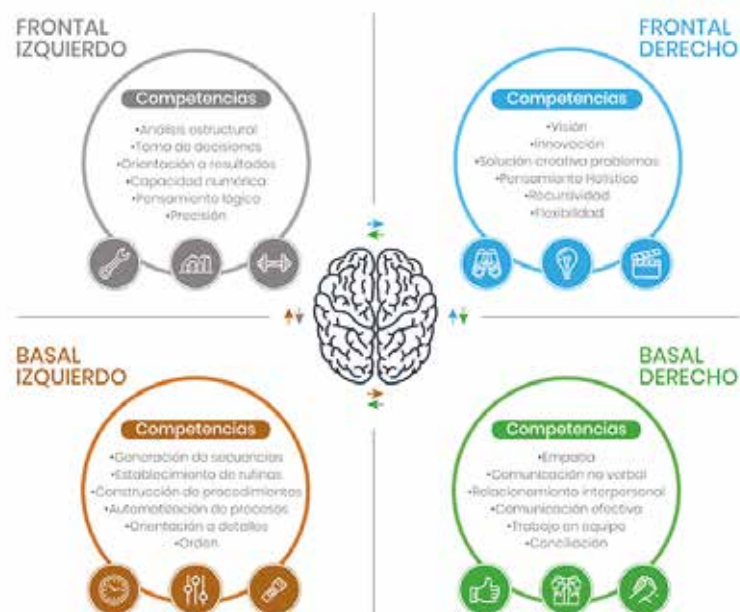 FRONTAL
IZQUIERDO
Competencias
•Análisis estructural
•Toma de decisiones
•Orientación a resultados
•Capacidad numérica
•Pensamiento lógico
•Precisión
FRONTAL
DERECHO
Competencias
•Visión
•Innovación
•Solución creativa problemas
•Pensamiento Holístico
•Recursividad
•Flexibilidad
BASAL
IZQUIERDO
Competencias
•Generación de secuencias
•Establecimiento de rutinas
•Construcción de procedimientos
•Automatización de procesos
•Orientación a detalles
•Orden
BASAL
DERECHO
Competencias
•Empatía
•Comunicación no verbal
•Relacionamiento interpersonal
•Comunicación efectiva
•Trabajo en equipo
•Conciliación